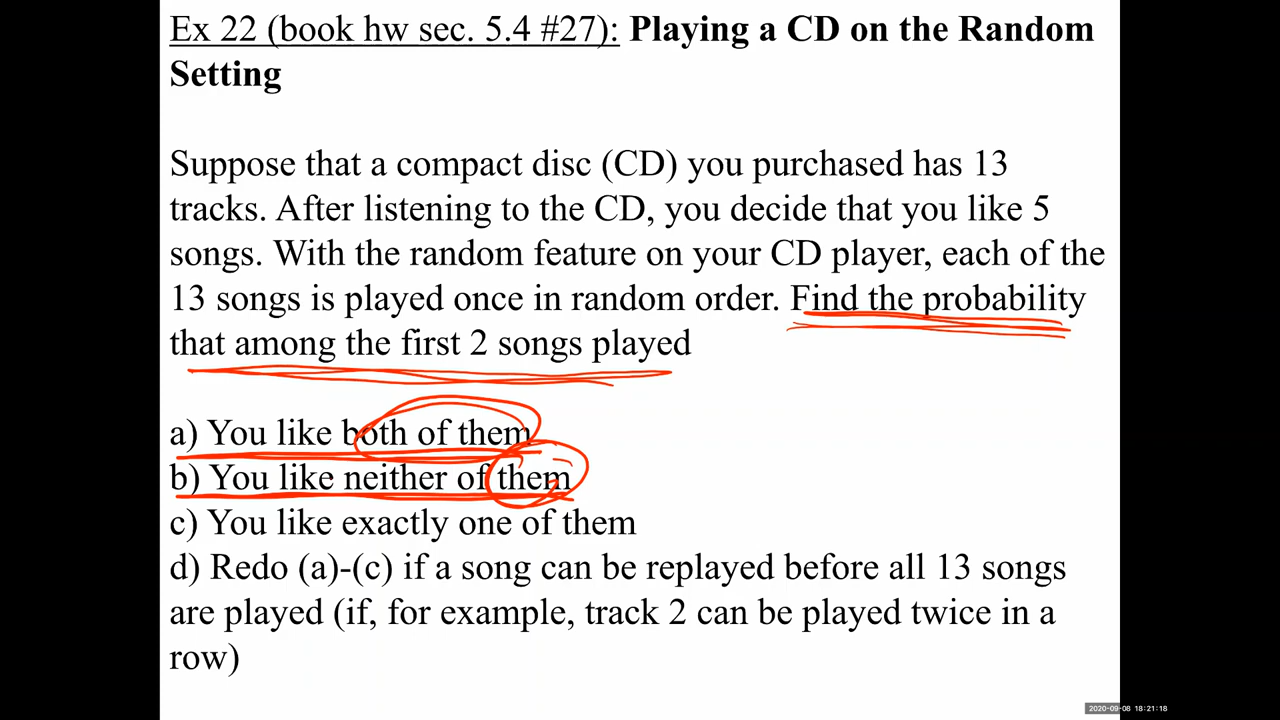 Ex 22 (book hw sec. 5.4 #27): Playing a CD on the Random
Setting
Suppose that a compact disc (CD) you purchased has 13
tracks. After listening to the CD, you decide that you like 5
songs. With the random feature on your CD player, each of the
13 songs is played once in random order. Find the probability
that among the first 2 songs played
a) You like both of them
b) You like neither of them
c) You like exactly one of them
d) Redo (a)-(c) if a song can be replayed before all 13 songs
are played (if, for example, track 2 can be played twice in a
row)
2020-09-08 18:21:18